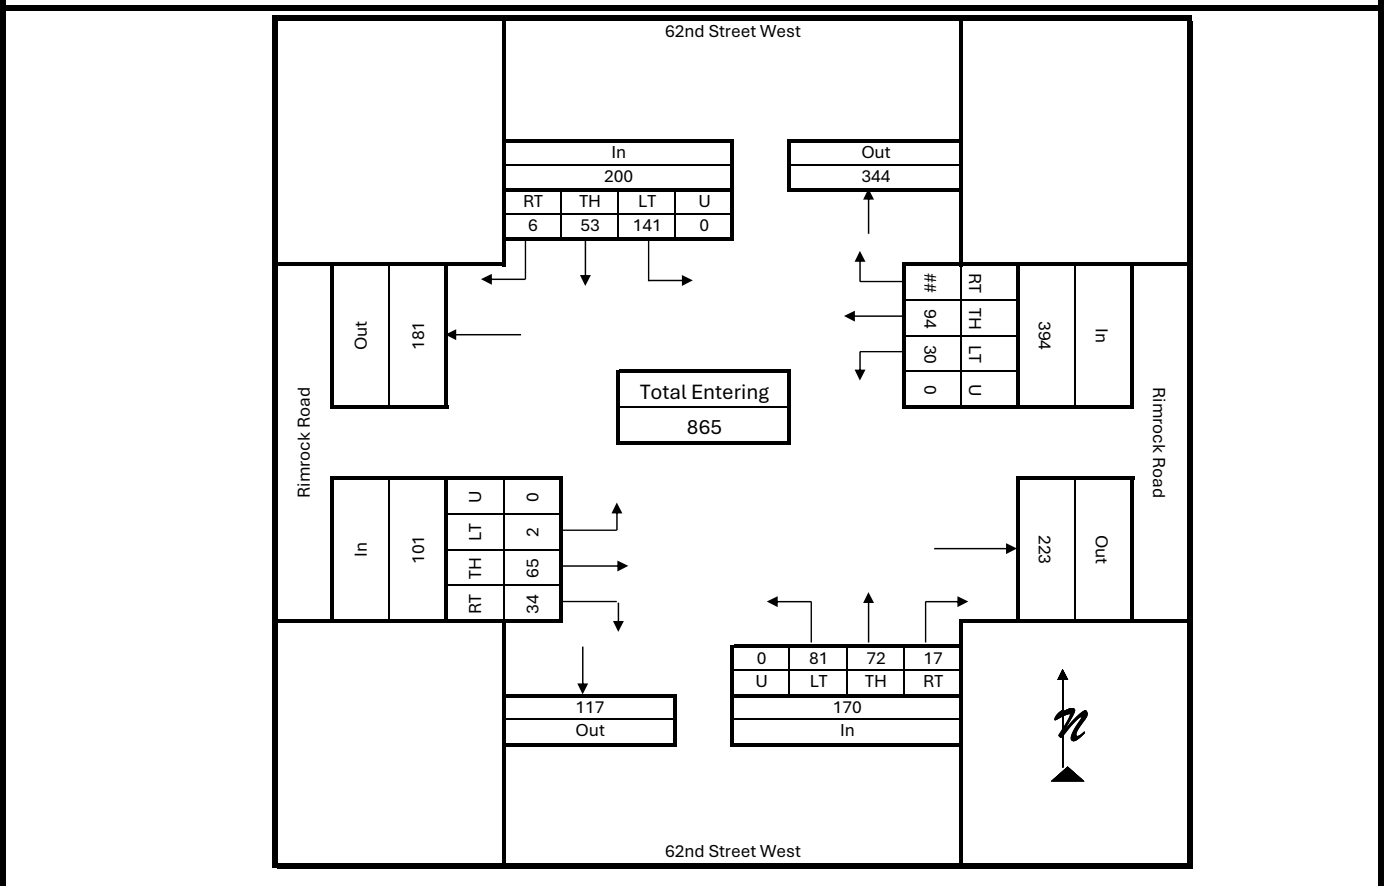 62nd Street West
In
200
RT TH LT U
6 53 141 0
Out
344
Out
181
Rimrock Road
RT ##
TH 94
LT 30
U 0
394
In
Rimrock Road
Total Entering
865
In
101
U 0
LT 2
TH 65
RT 34
223
Out
0 81 72 17
U LT TH RT
170
In
117
Out
N
62nd Street West